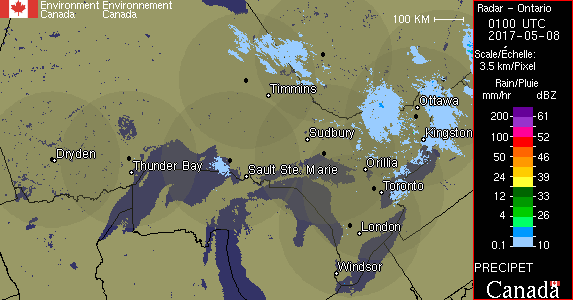 Environment Environnement
Canada Canada
100 KM
Timmins
Ottawa
Sudbury
Kingston
Dryden
Thunder Bay
Sault Ste. Marie
Orillia
Toronto
London
Windsor
Radar - Ontario
0100 UTC
2017-05-08
Scale/Échelle:
3.5 km/Pixel
Rain/Pluie
mm/hr dBZ
200 61
100 52
50 46
24 39
12 33
4 26
0.1 10
PRECIPET
Canada